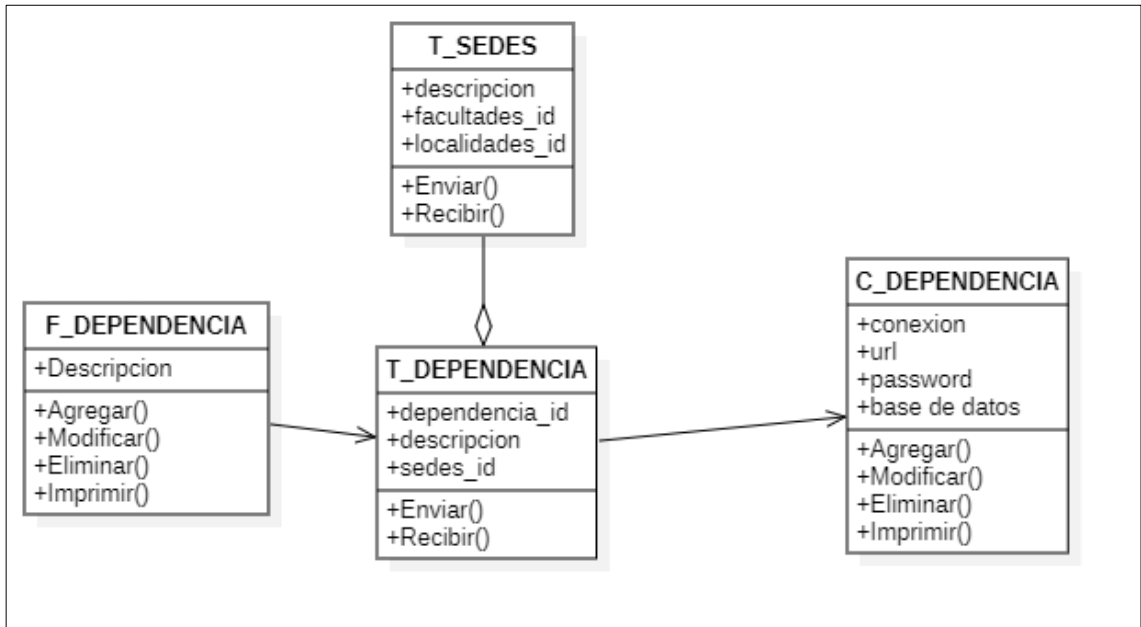 T_SEDES
+descripcion
+facultades_id
+localidades_id
+Enviar()
+Recibir()
F_DEPENDENCIA
+Descripcion
+Agregar()
+Modificar()
+Eliminar()
+Imprimir()
T_DEPENDENCIA
+dependencia_id
+descripcion
+sedes_id
+Enviar()
+Recibir()
C_DEPENDENCIA
+conexion
+url
+password
+base de datos
+Agregar()
+Modificar()
+Eliminar()
+Imprimir()